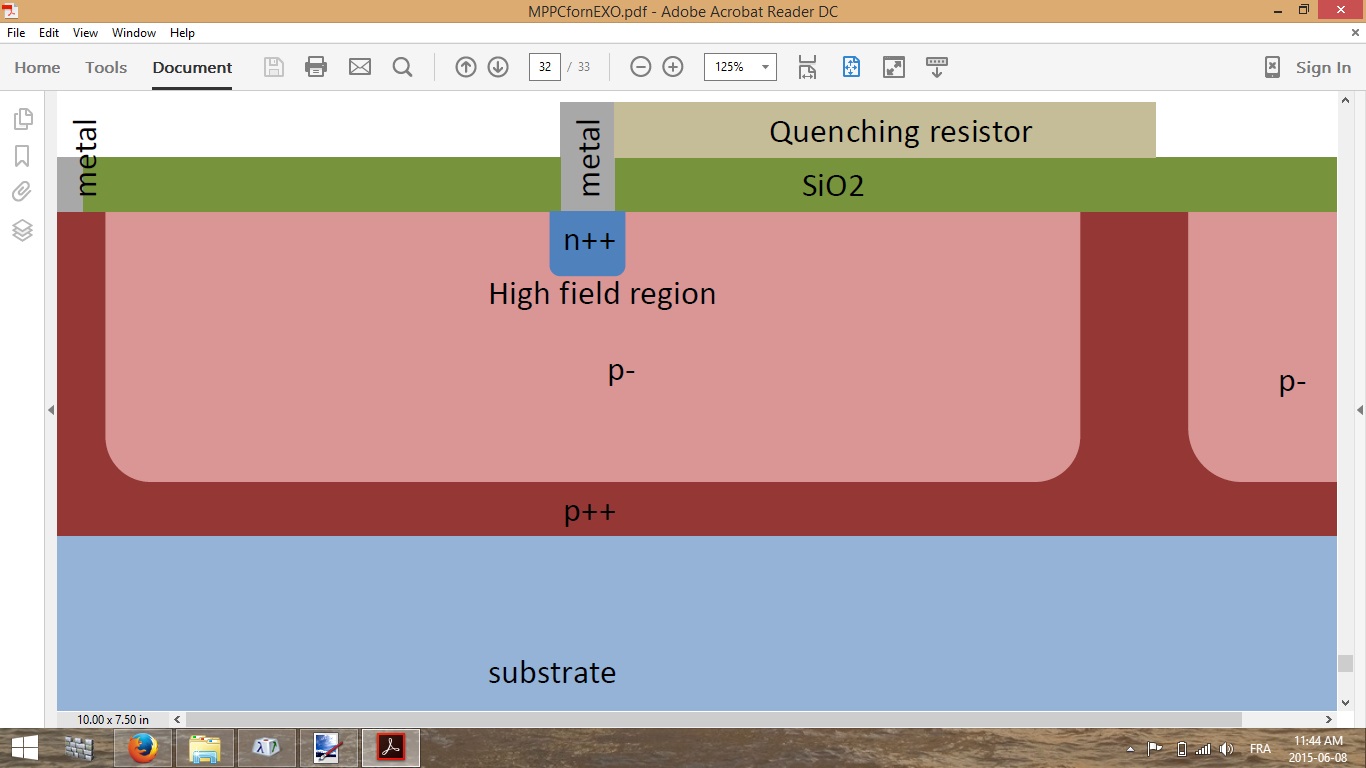 MPPCfornEXO.pdf - Adobe Acrobat Reader DC
File Edit View Window Help
Home Tools Document 32 / 33 125% Sign In
metal
metal
Quenching resistor
SiO2
n++
High field region
p-
p-
p++
substrate
10.00 x 7.50 in
FRA
11:44 AM
2015-06-08